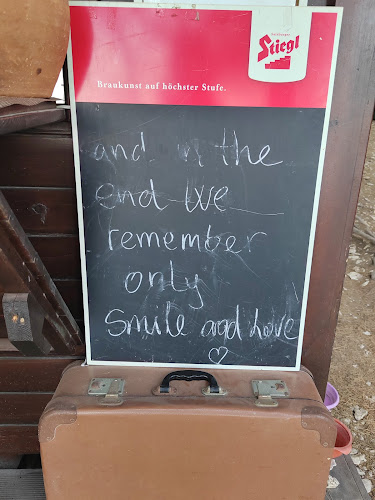 Stiegl
Braukunst auf höchster Stufe.
and in the
end we
remember
only
Smile and Love